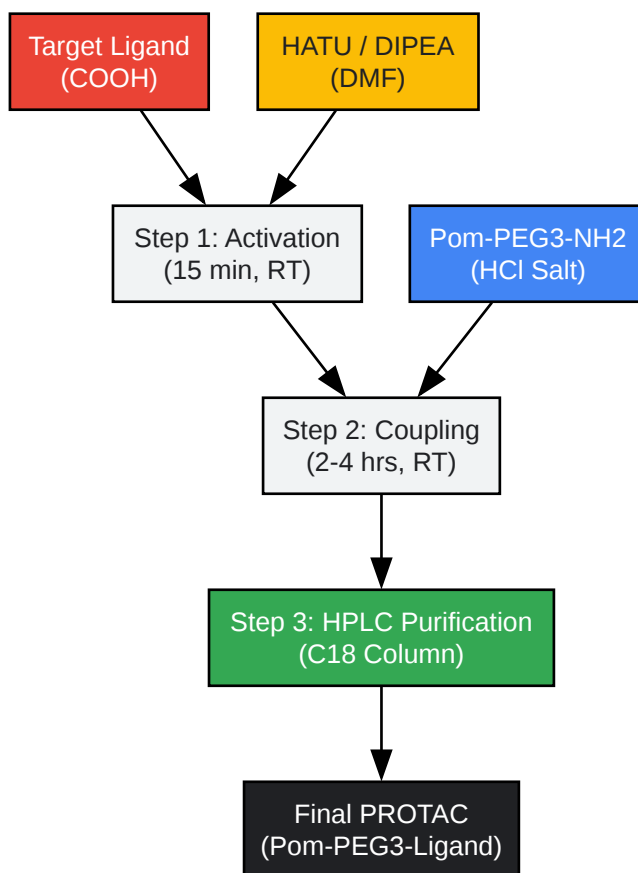 Target Ligand
(COOH)
HATU / DIPEA
(DMF)
Step 1: Activation
(15 min, RT)
Pom-PEG3-NH2
(HCl Salt)
Step 2: Coupling
(2-4 hrs, RT)
Step 3: HPLC Purification
(C18 Column)
Final PROTAC
(Pom-PEG3-Ligand)